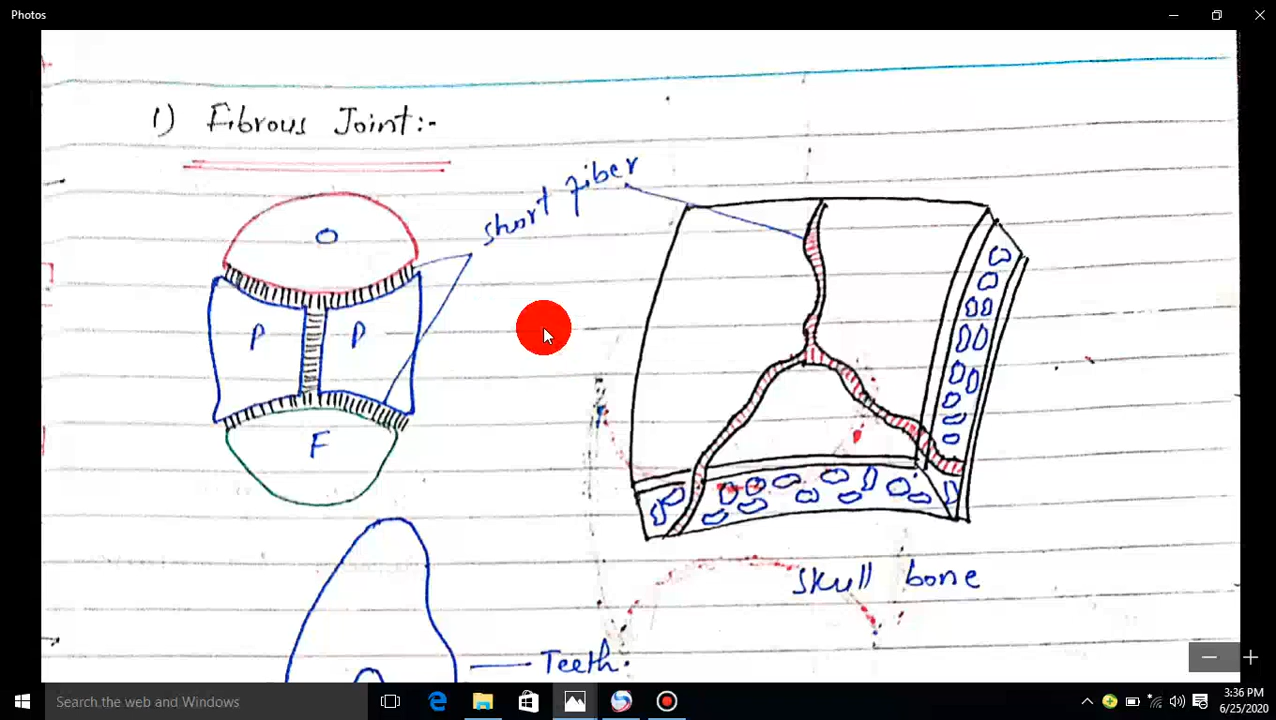 Photos
1) Fibrous Joint:-
short fiber
O
P P
F
skull bone
Teeth.
Search the web and Windows
3:36 PM
6/25/2020